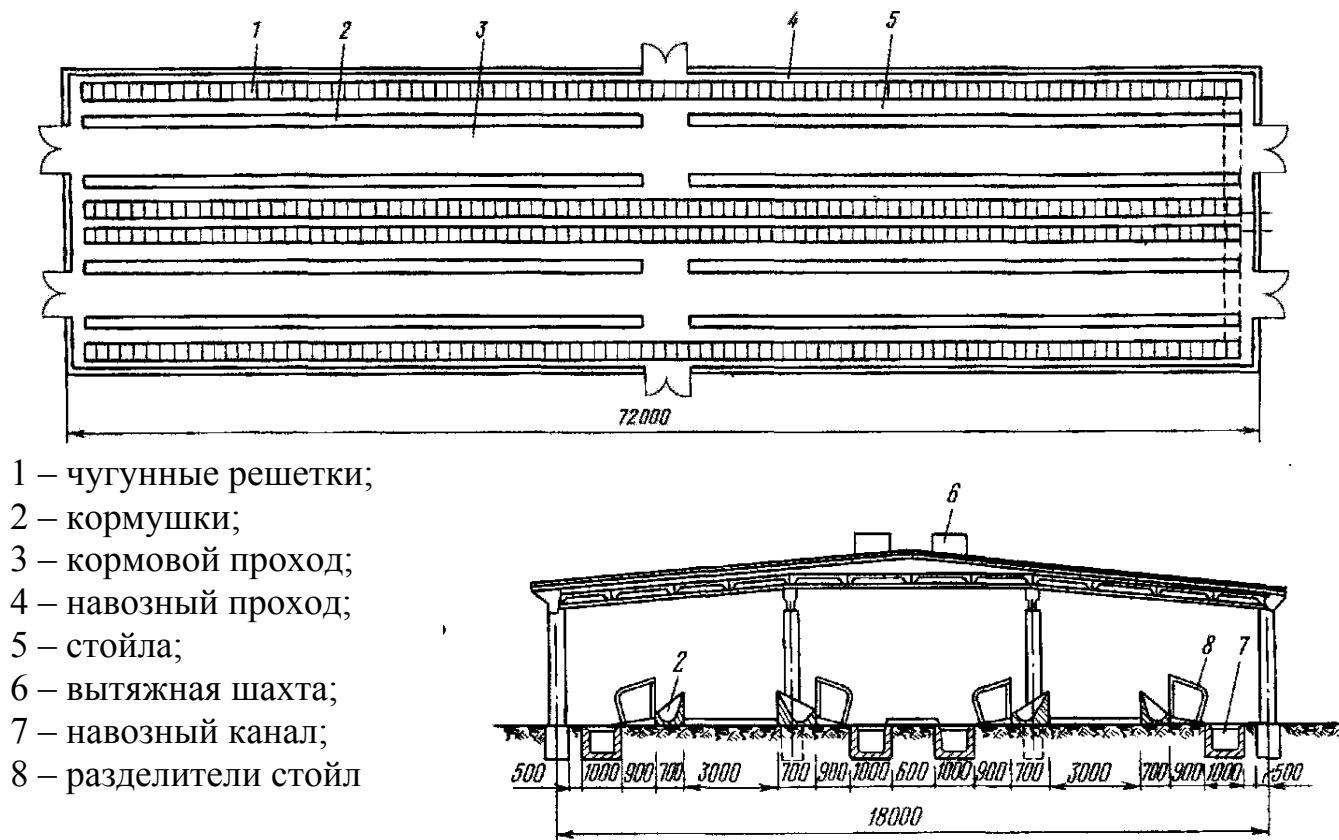 1 2 3 4 5
72000
1 – чугунные решетки;
2 – кормушки;
3 – кормовой проход;
4 – навозный проход;
5 – стойла;
6 – вытяжная шахта;
7 – навозный канал;
8 – разделители стойл
6
2 8 7
500 1000 900 700 3000 700 900 1000 600 1000 900 700 3000 700 900 1000 500
18000